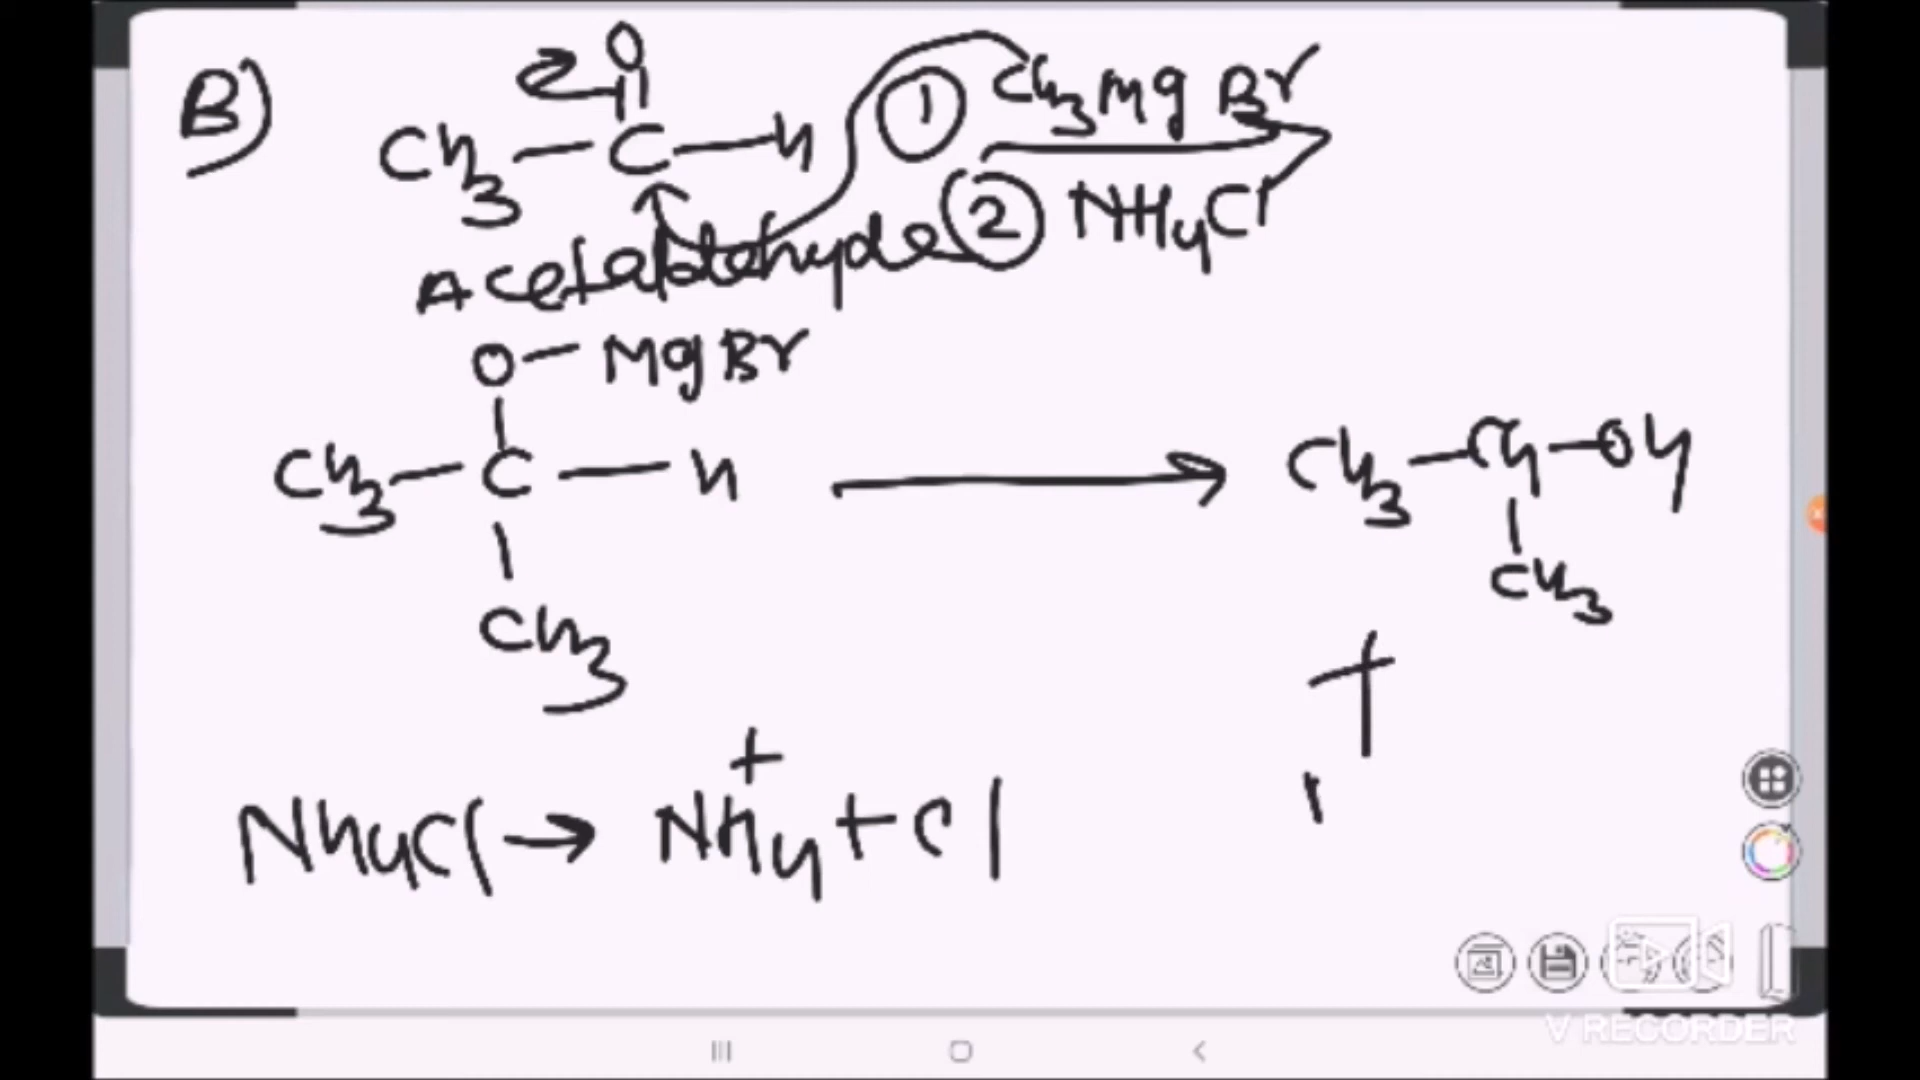 B)
O
CH3 - C - H
① CH3MgBr
② NH4Cl
Acetaldehyde
O - MgBr
CH3 - C - H
CH3
CH3 - CH - OH
CH3
+
NH4Cl → NH4+ + Cl
V RECORDER